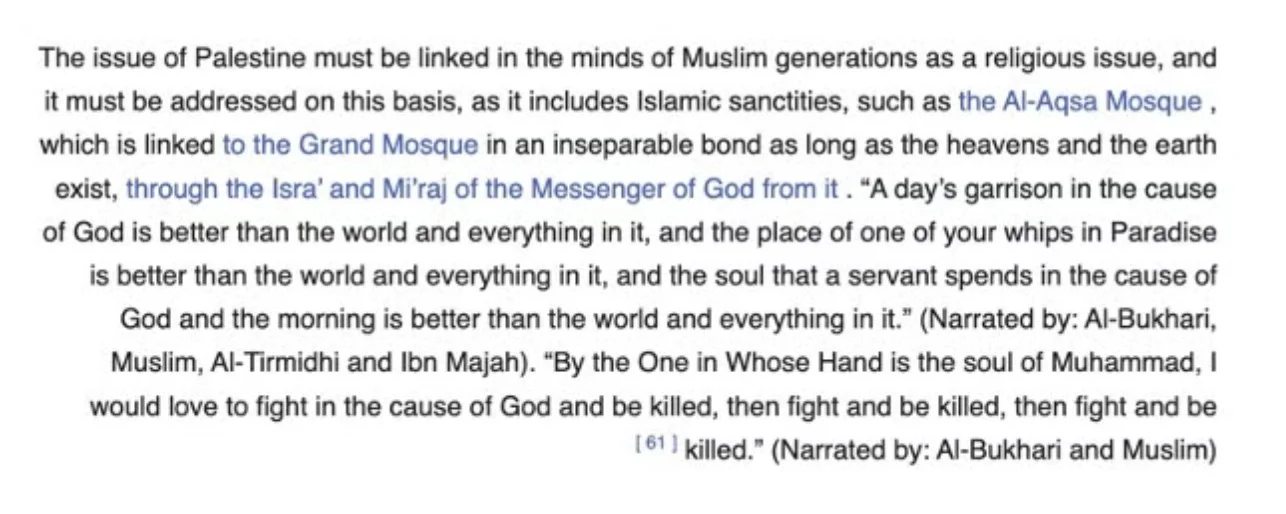 The issue of Palestine must be linked in the minds of Muslim generations as a religious issue, and
it must be addressed on this basis, as it includes Islamic sanctities, such as the Al-Aqsa Mosque ,
which is linked to the Grand Mosque in an inseparable bond as long as the heavens and the earth
exist, through the Isra' and Mi'raj of the Messenger of God from it . “A day’s garrison in the cause
of God is better than the world and everything in it, and the place of one of your whips in Paradise
is better than the world and everything in it, and the soul that a servant spends in the cause of
God and the morning is better than the world and everything in it.” (Narrated by: Al-Bukhari,
Muslim, Al-Tirmidhi and Ibn Majah). “By the One in Whose Hand is the soul of Muhammad, I
would love to fight in the cause of God and be killed, then fight and be killed, then fight and be
[ 61 ] killed.” (Narrated by: Al-Bukhari and Muslim)